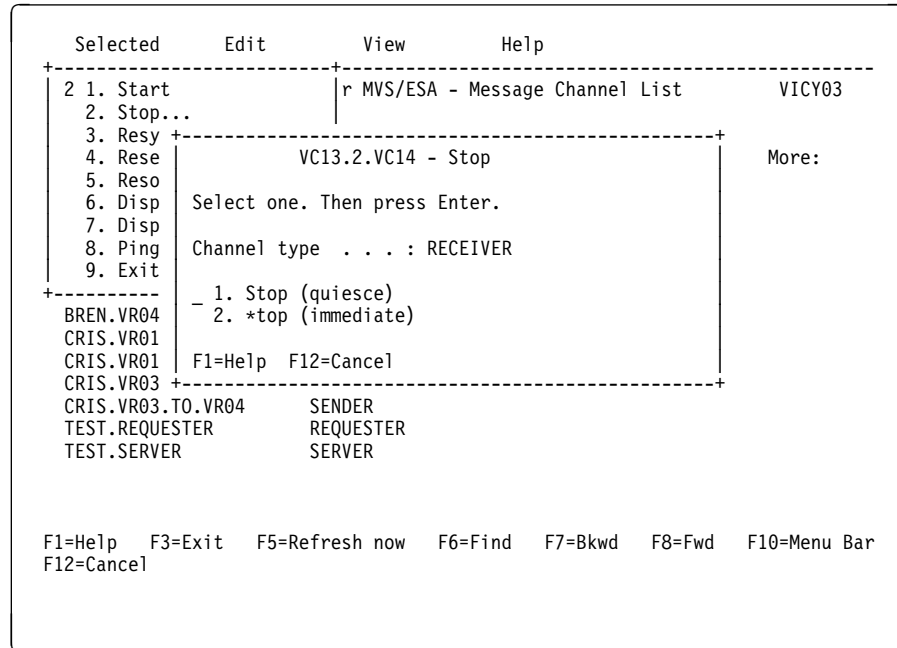 Selected Edit View Help
+--------------------------+--------------------------------------------------
2 1. Start r MVS/ESA - Message Channel List VICY03
2. Stop...
3. Resy +--------------------------------------------------+
4. Rese VC13.2.VC14 - Stop More:
5. Reso
6. Disp Select one. Then press Enter.
7. Disp
8. Ping Channel type . . . : RECEIVER
9. Exit
+---------- _ 1. Stop (quiesce)
BREN.VR04 2. *top (immediate)
CRIS.VR01
CRIS.VR01 F1=Help F12=Cancel
CRIS.VR03 +--------------------------------------------------+
CRIS.VR03.TO.VR04 SENDER
TEST.REQUESTER REQUESTER
TEST.SERVER SERVER
F1=Help F3=Exit F5=Refresh now F6=Find F7=Bkwd F8=Fwd F10=Menu Bar
F12=Cancel